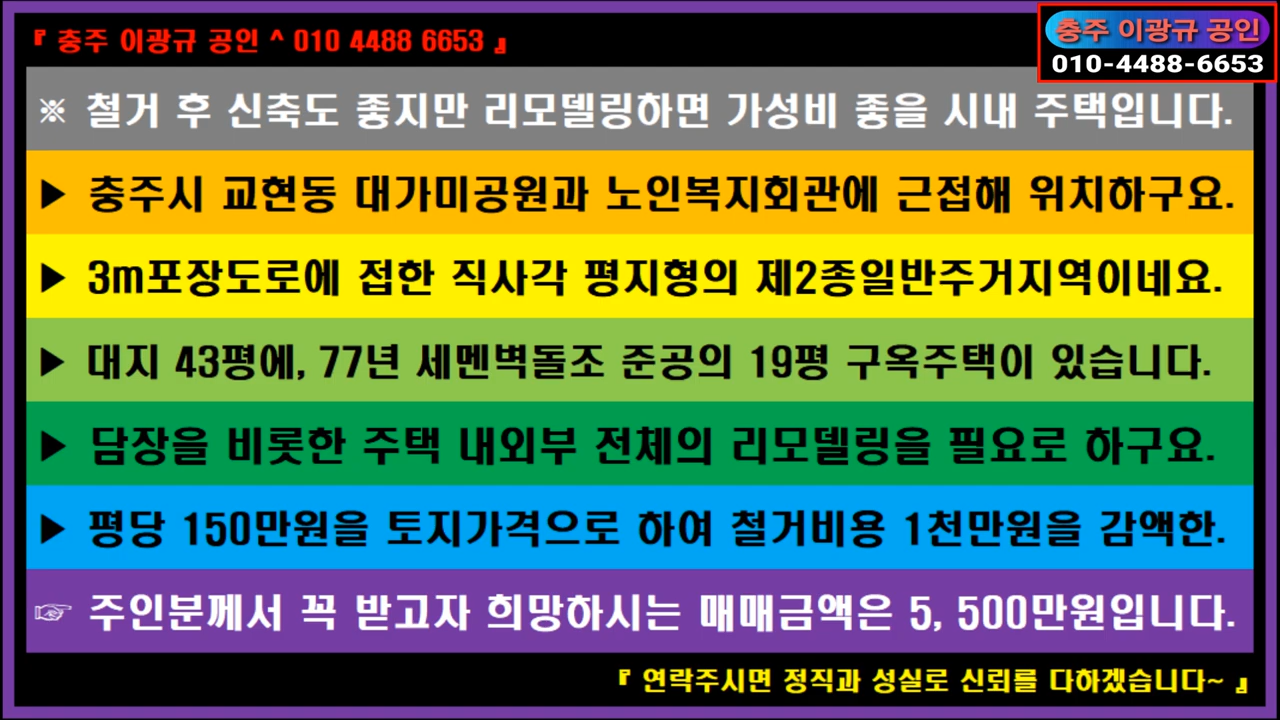 『 충주 이광규 공인 ^ 010 4488 6653 』
충주 이광규 공인
010-4488-6653
※ 철거 후 신축도 좋지만 리모델링하면 가성비 좋을 시내 주택입니다.
▶ 충주시 교현동 대가미공원과 노인복지회관에 근접해 위치하구요.
▶ 3m포장도로에 접한 직사각 평지형의 제2종일반주거지역이네요.
▶ 대지 43평에, 77년 세멘벽돌조 준공의 19평 구옥주택이 있습니다.
▶ 담장을 비롯한 주택 내외부 전체의 리모델링을 필요로 하구요.
▶ 평당 150만원을 토지가격으로 하여 철거비용 1천만원을 감액한.
☞ 주인분께서 꼭 받고자 희망하시는 매매금액은 5, 500만원입니다.
『 연락주시면 정직과 성실로 신뢰를 다하겠습니다~ 』